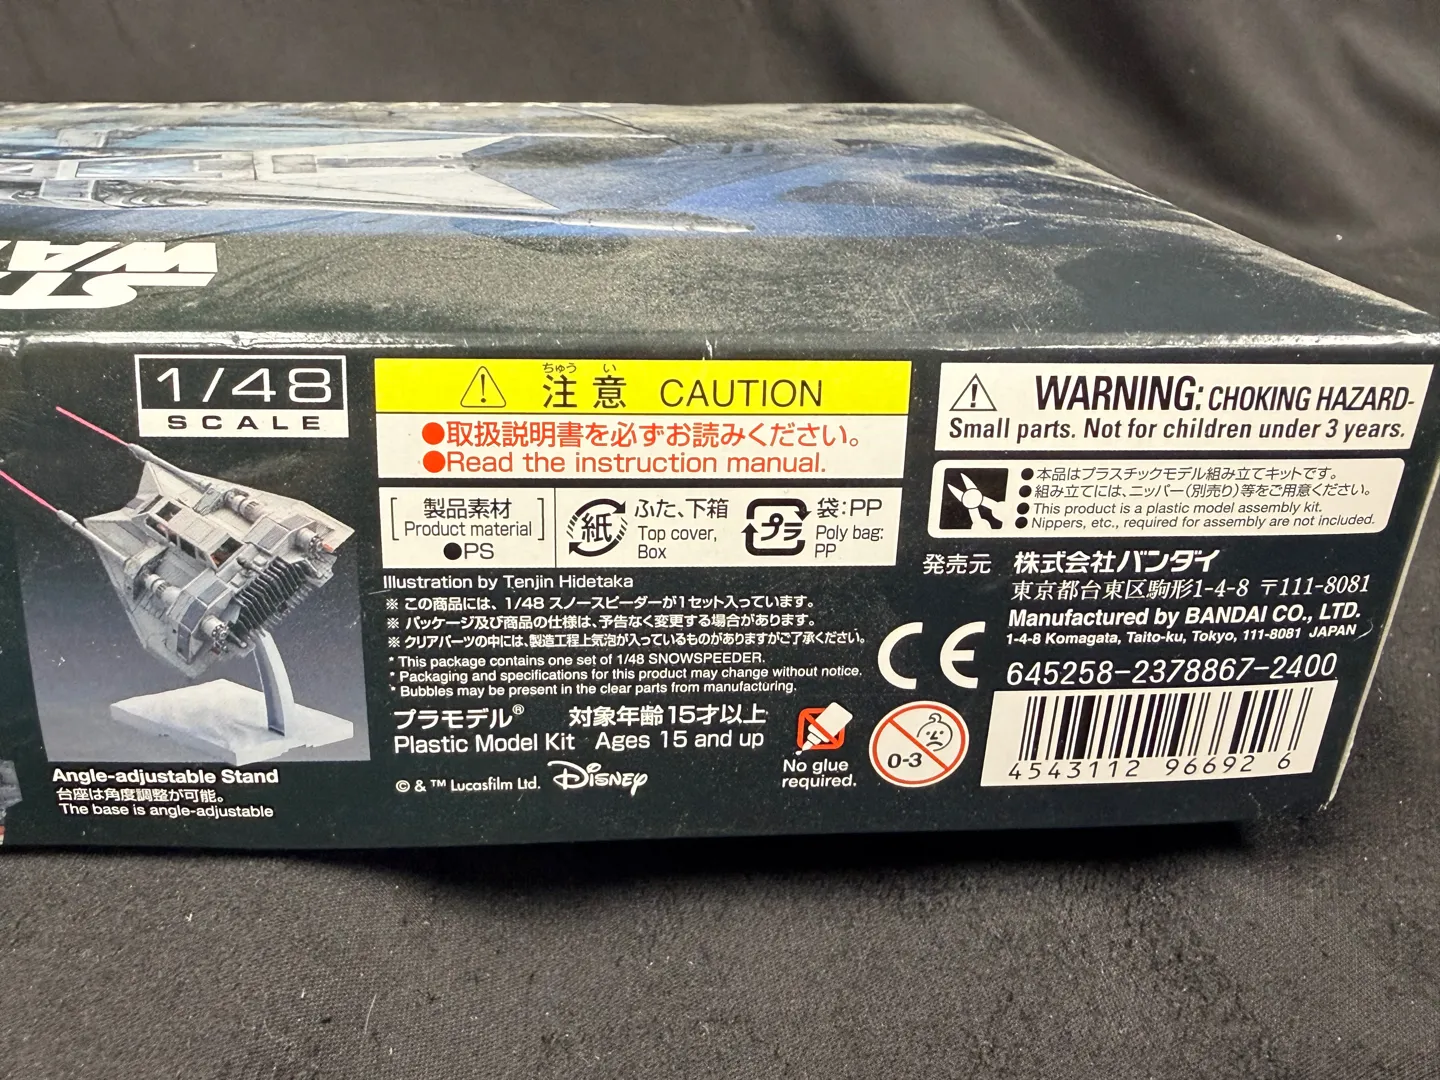 1/48
SCALE
Angle-adjustable Stand
台座は角度調整が可能。
The base is angle-adjustable
ちゅう い
注意 CAUTION
●取扱説明書を必ずお読みください。
●Read the instruction manual.
製品素材
Product material
●PS
紙
ふた、下箱
Top cover,
Box
プラ
袋:PP
Poly bag:
PP
Illustration by Tenjin Hidetaka
※ この商品には、1/48 スノースピーダーが1セット入っています。
※ パッケージ及び商品の仕様は、予告なく変更する場合があります。
※ クリアパーツの中には、製造工程上気泡が入っているものがありますがご了承ください。
* This package contains one set of 1/48 SNOWSPEEDER.
* Packaging and specifications for this product may change without notice.
* Bubbles may be present in the clear parts from manufacturing.
プラモデル® 対象年齢15才以上
Plastic Model Kit Ages 15 and up
© & ™ Lucasfilm Ltd. Disney
No glue
required.
0-3
CE
WARNING: CHOKING HAZARD-
Small parts. Not for children under 3 years.
●本品はプラスチックモデル組み立てキットです。
●組み立てには、ニッパー(別売り)等をご用意ください。
●This product is a plastic model assembly kit.
●Nippers, etc., required for assembly are not included.
発売元 株式会社バンダイ
東京都台東区駒形1-4-8 〒111-8081
Manufactured by BANDAI CO., LTD.
1-4-8 Komagata, Taito-ku, Tokyo, 111-8081 JAPAN
645258-2378867-2400
4543112 966926